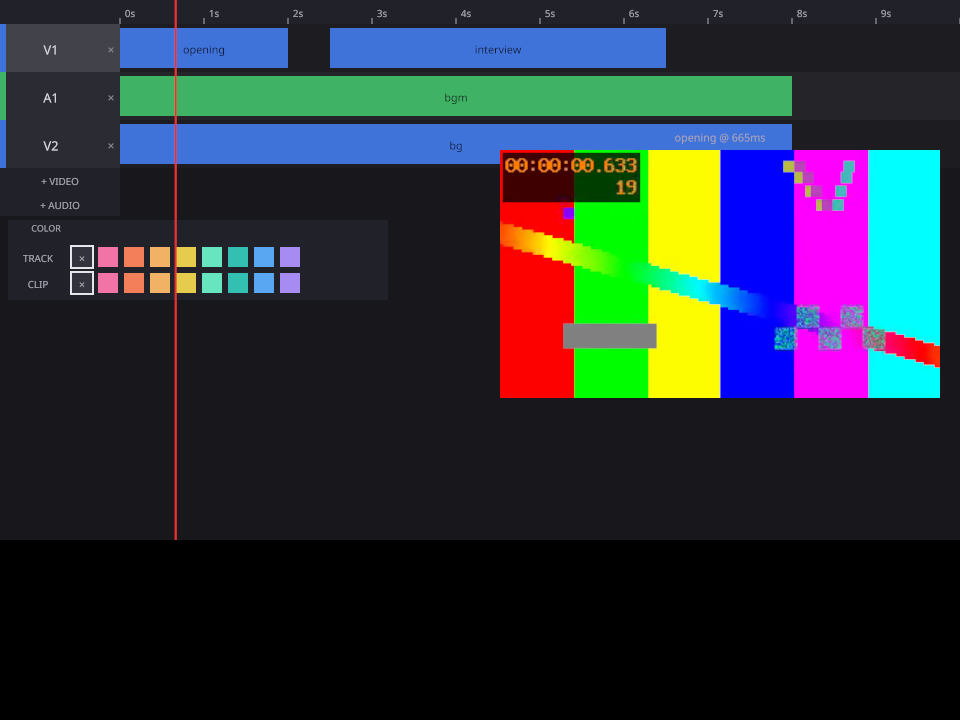 0s 1s 2s 3s 4s 5s 6s 7s 8s 9s
V1 × opening interview
A1 × bgm
V2 × bg
opening @ 665ms
+ VIDEO
+ AUDIO
00:00:00.633
19
COLOR
TRACK ×
CLIP ×